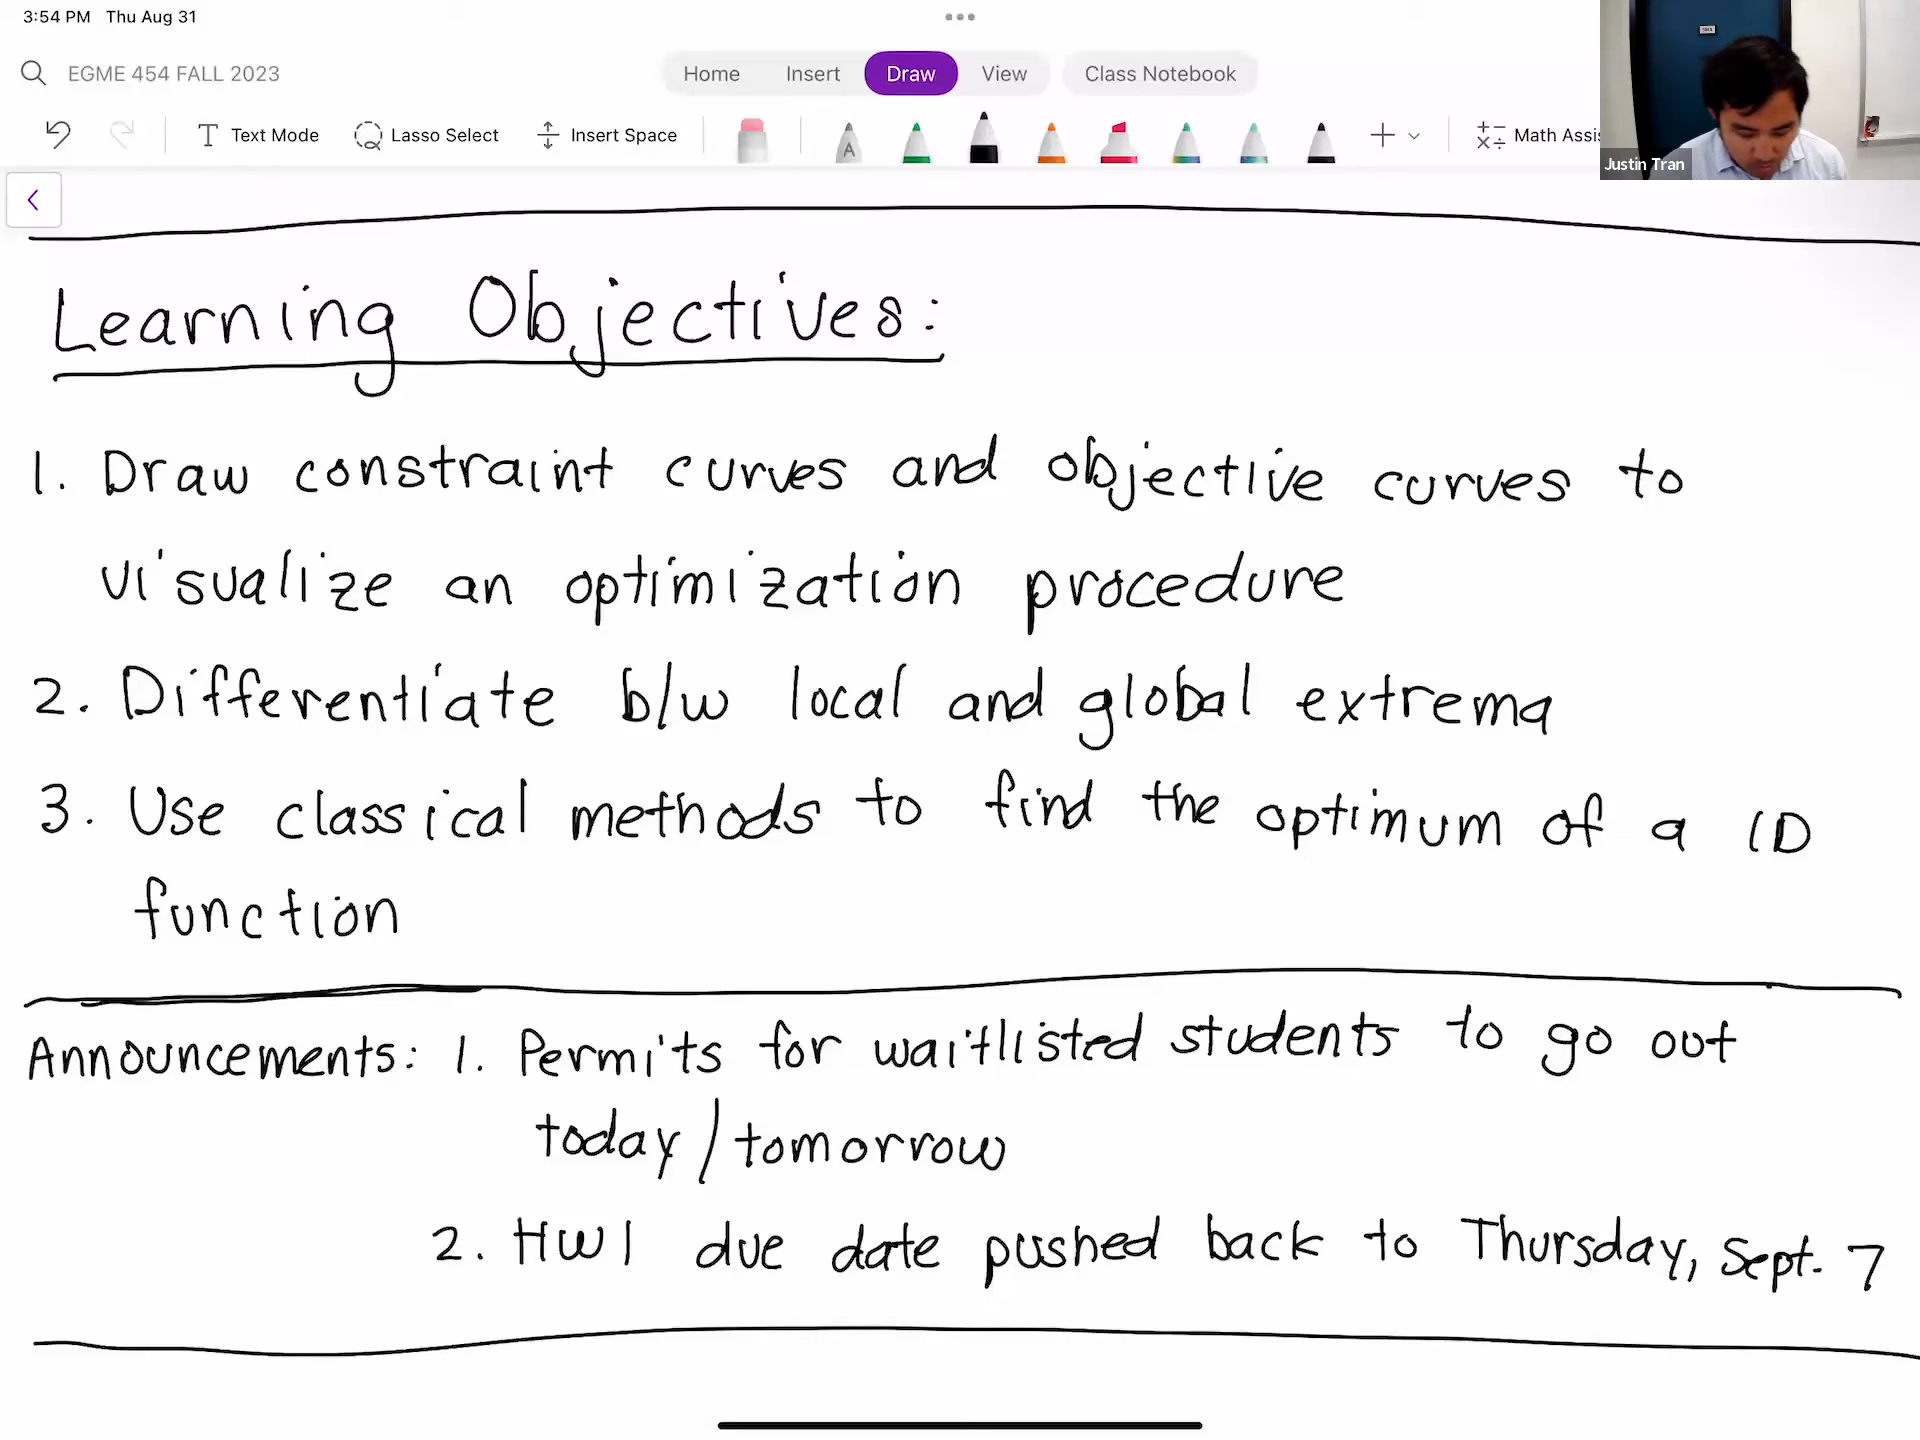 3:54 PM Thu Aug 31
EGME 454 FALL 2023
Home Insert Draw View Class Notebook
Text Mode Lasso Select Insert Space A Math Assis
Justin Tran
Learning Objectives:
1. Draw constraint curves and objective curves to
visualize an optimization procedure
2. Differentiate b/w local and global extrema
3. Use classical methods to find the optimum of a 1D
function
Announcements: 1. Permits for waitlisted students to go out
today/tomorrow
2. HW1 due date pushed back to Thursday, Sept. 7